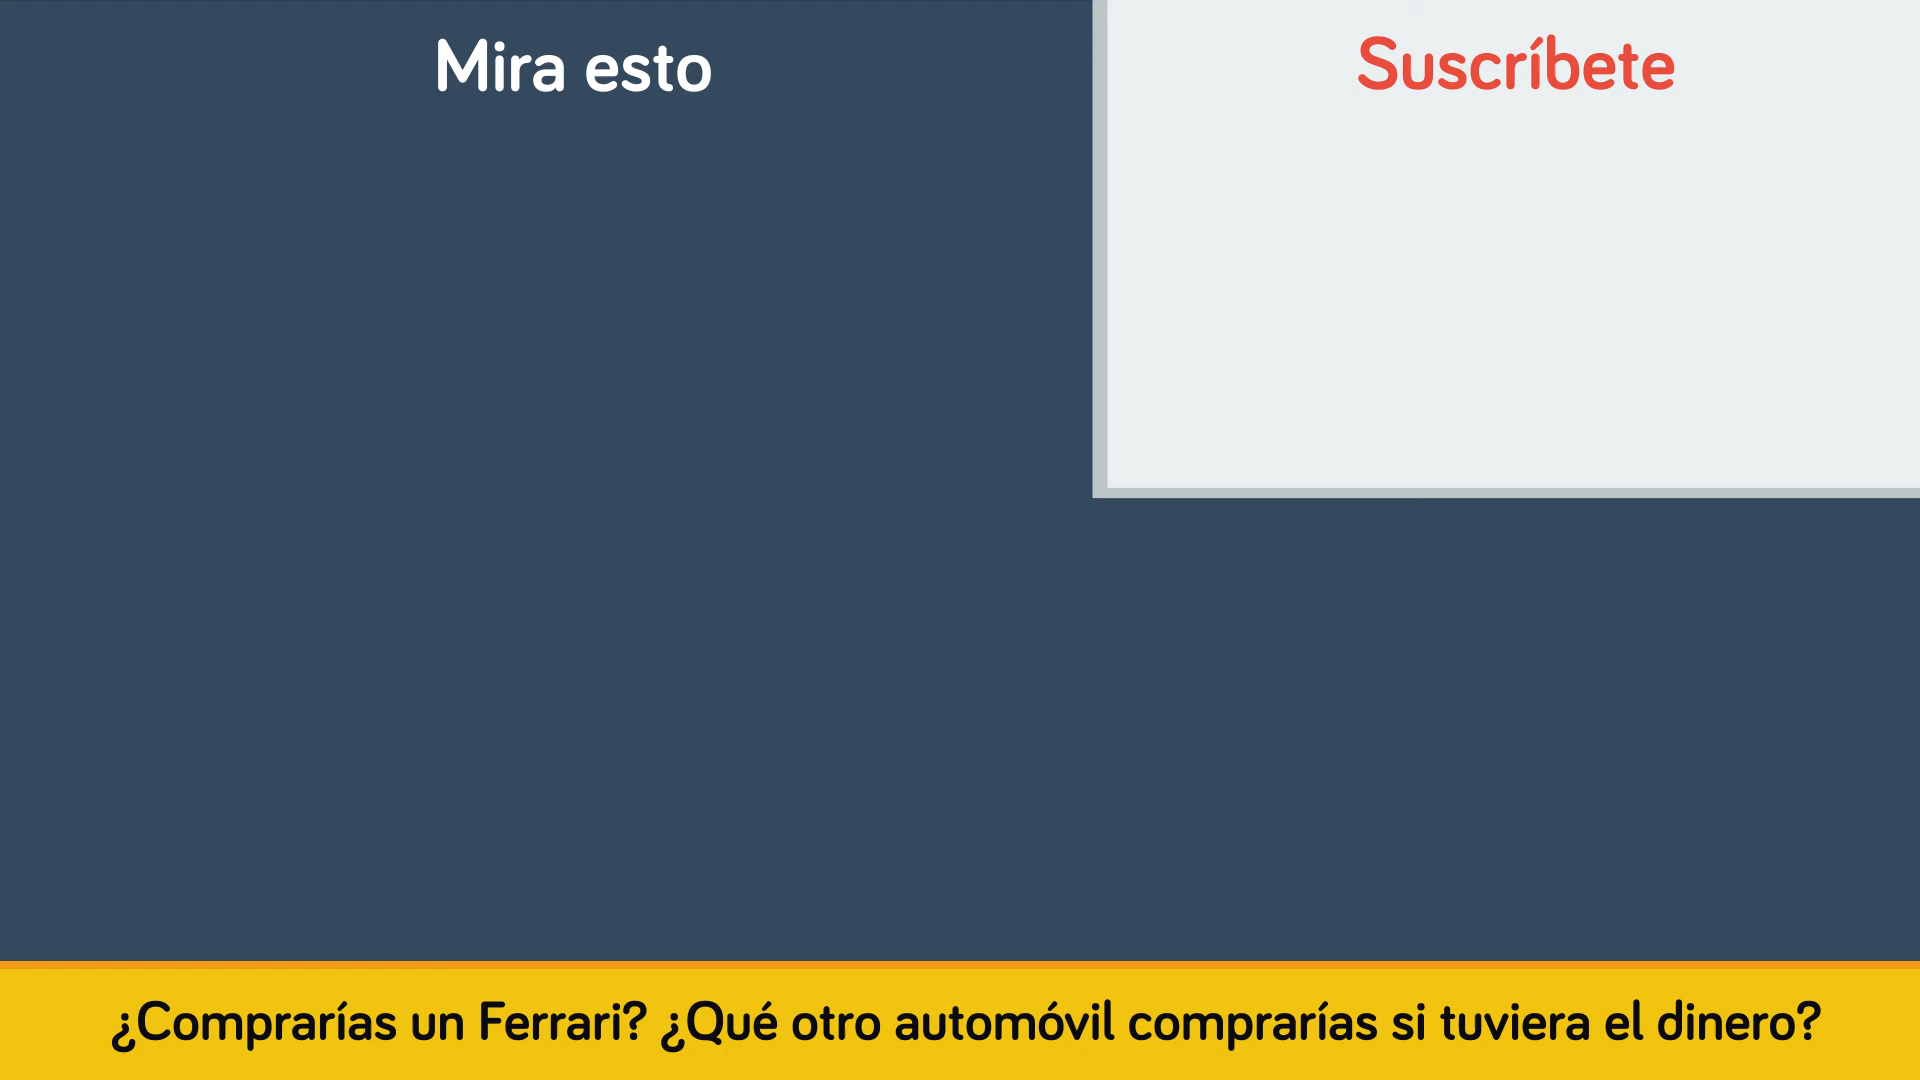 Mira esto
Suscríbete
¿Comprarías un Ferrari? ¿Qué otro automóvil comprarías si tuviera el dinero?